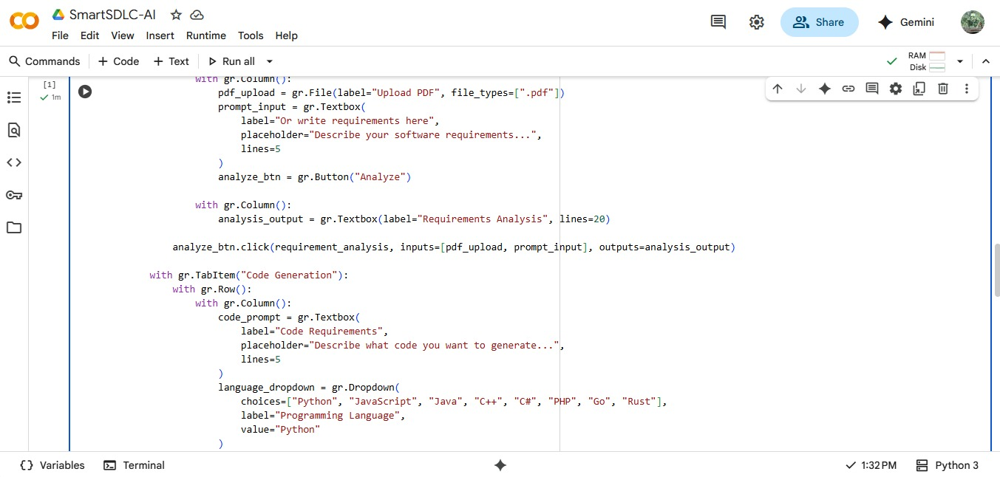 SmartSDLC-AI
File Edit View Insert Runtime Tools Help
Share
Gemini
Commands + Code + Text Run all
RAM
Disk
[1]
1m
with gr.Column():
pdf_upload = gr.File(label="Upload PDF", file_types=[".pdf"])
prompt_input = gr.Textbox(
label="Or write requirements here",
placeholder="Describe your software requirements...",
lines=5
)
analyze_btn = gr.Button("Analyze")
with gr.Column():
analysis_output = gr.Textbox(label="Requirements Analysis", lines=20)
analyze_btn.click(requirement_analysis, inputs=[pdf_upload, prompt_input], outputs=analysis_output)
with gr.TabItem("Code Generation"):
with gr.Row():
with gr.Column():
code_prompt = gr.Textbox(
label="Code Requirements",
placeholder="Describe what code you want to generate...",
lines=5
)
language_dropdown = gr.Dropdown(
choices=["Python", "JavaScript", "Java", "C++", "C#", "PHP", "Go", "Rust"],
label="Programming Language",
value="Python"
)
{} Variables Terminal 1:32 PM Python 3